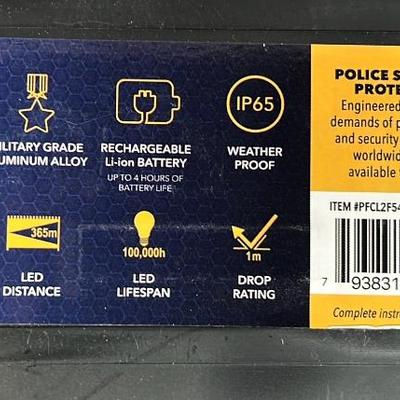 RECHARGEABLE
Li-ion BATTERY
UP TO 4 HOURS OF
BATTERY LIFE
IP65
WEATHER
PROOF
MILITARY GRADE
ALUMINUM ALLOY
365m
LED
DISTANCE
100,000h
LED
LIFESPAN
1m
DROP
RATING
POLICE S
PROTE
Engineered
demands of p
and security
worldwid
available
ITEM #PFCL2F54
7 93831
Complete instr